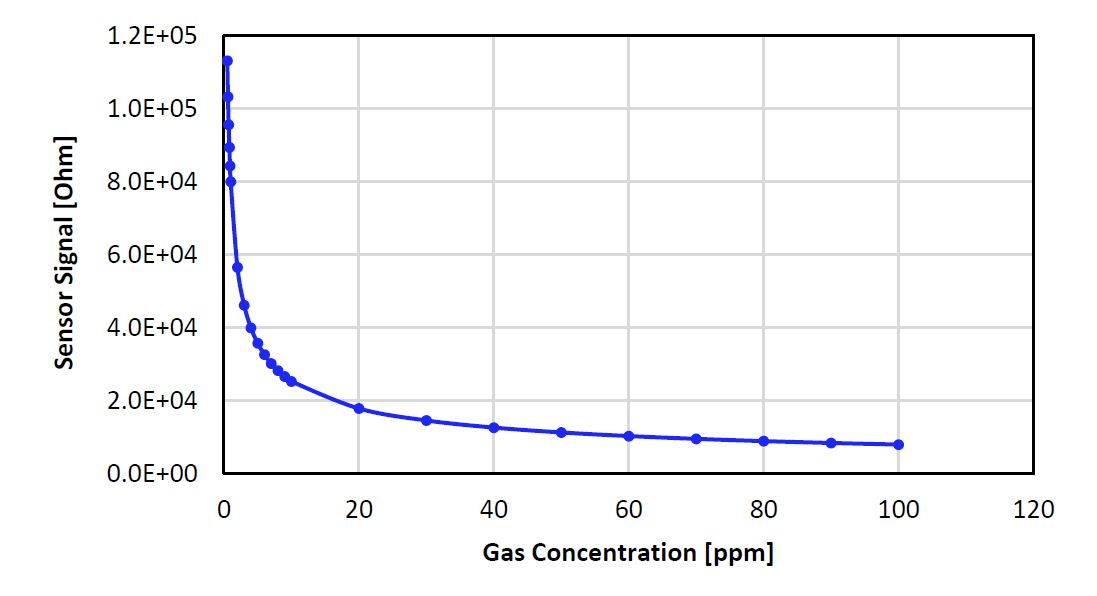 1.2E+05
1.0E+05
8.0E+04
6.0E+04
4.0E+04
2.0E+04
0.0E+00
Sensor Signal [Ohm]
0 20 40 60 80 100 120
Gas Concentration [ppm]